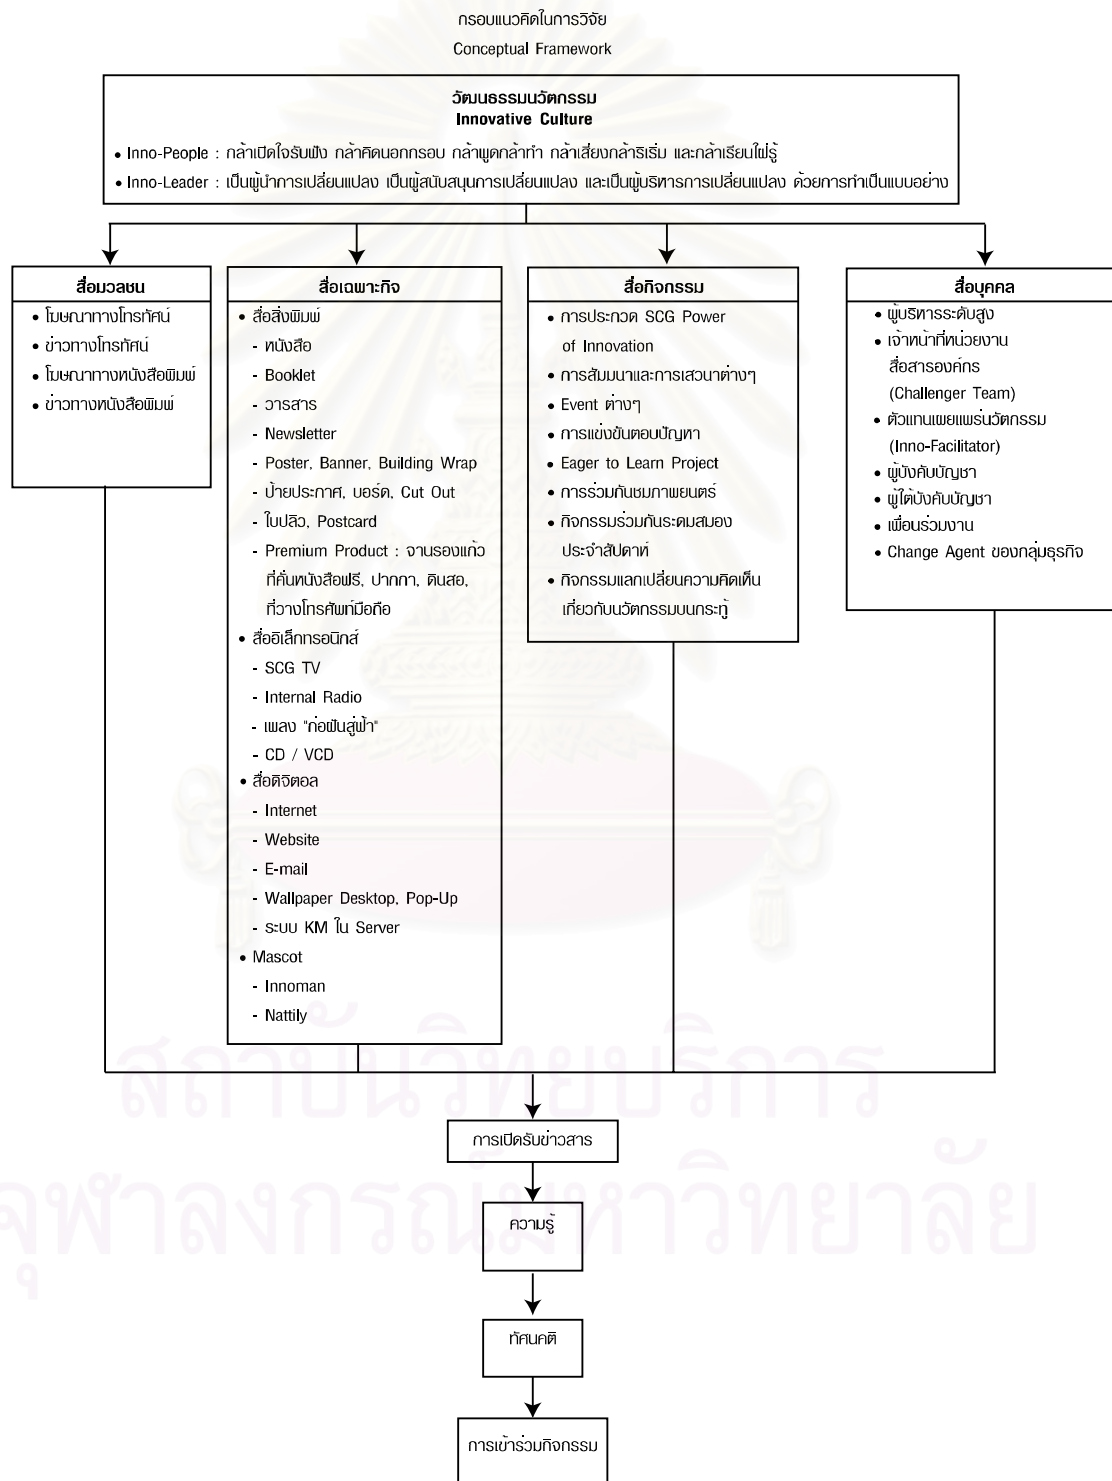 กรอบแนวคิดในการวิจัย
Conceptual Framework
วัฒนธรรมนวัตกรรม
Innovative Culture
• Inno-People : กล้าเปิดใจรับฟัง กล้าคิดนอกกรอบ กล้าพูดกล้าทำ กล้าเสี่ยงกล้าริเริ่ม และกล้าเรียนใฝ่รู้
• Inno-Leader : เป็นผู้นำการเปลี่ยนแปลง เป็นผู้สนับสนุนการเปลี่ยนแปลง และเป็นผู้บริหารการเปลี่ยนแปลง ด้วยการทำเป็นแบบอย่าง
สื่อมวลชน
• โฆษณาทางโทรทัศน์
• ข่าวทางโทรทัศน์
• โฆษณาทางหนังสือพิมพ์
• ข่าวทางหนังสือพิมพ์
สื่อเฉพาะกิจ
• สื่อสิ่งพิมพ์
- หนังสือ
- Booklet
- วารสาร
- Newsletter
- Poster, Banner, Building Wrap
- ป้ายประกาศ, บอร์ด, Cut Out
- ใบปลิว, Postcard
- Premium Product : จานรองแก้ว
ที่คั่นหนังสือฟรี, ปากกา, ดินสอ,
ที่วางโทรศัพท์มือถือ
• สื่ออิเล็กทรอนิกส์
- SCG TV
- Internal Radio
- เพลง "ก่อฝันสู่ฟ้า"
- CD / VCD
• สื่อดิจิตอล
- Internet
- Website
- E-mail
- Wallpaper Desktop, Pop-Up
- ระบบ KM ใน Server
• Mascot
- Innoman
- Nattily
สื่อกิจกรรม
• การประกวด SCG Power
of Innovation
• การสัมมนาและการเสวนาต่างๆ
• Event ต่างๆ
• การแข่งขันตอบปัญหา
• Eager to Learn Project
• การร่วมกันชมภาพยนตร์
• กิจกรรมร่วมกันระดมสมอง
ประจำสัปดาห์
• กิจกรรมแลกเปลี่ยนความคิดเห็น
เกี่ยวกับนวัตกรรมบนกระทู้
สื่อบุคคล
• ผู้บริหารระดับสูง
• เจ้าหน้าที่หน่วยงาน
สื่อสารองค์กร
(Challenger Team)
• ตัวแทนเผยแพร่นวัตกรรม
(Inno-Facilitator)
• ผู้บังคับบัญชา
• ผู้ใต้บังคับบัญชา
• เพื่อนร่วมงาน
• Change Agent ของกลุ่มธุรกิจ
การเปิดรับข่าวสาร
ความรู้
ทัศนคติ
การเข้าร่วมกิจกรรม
สถาบันวิทยบริการ
จุฬาลงกรณ์มหาวิทยาลัย